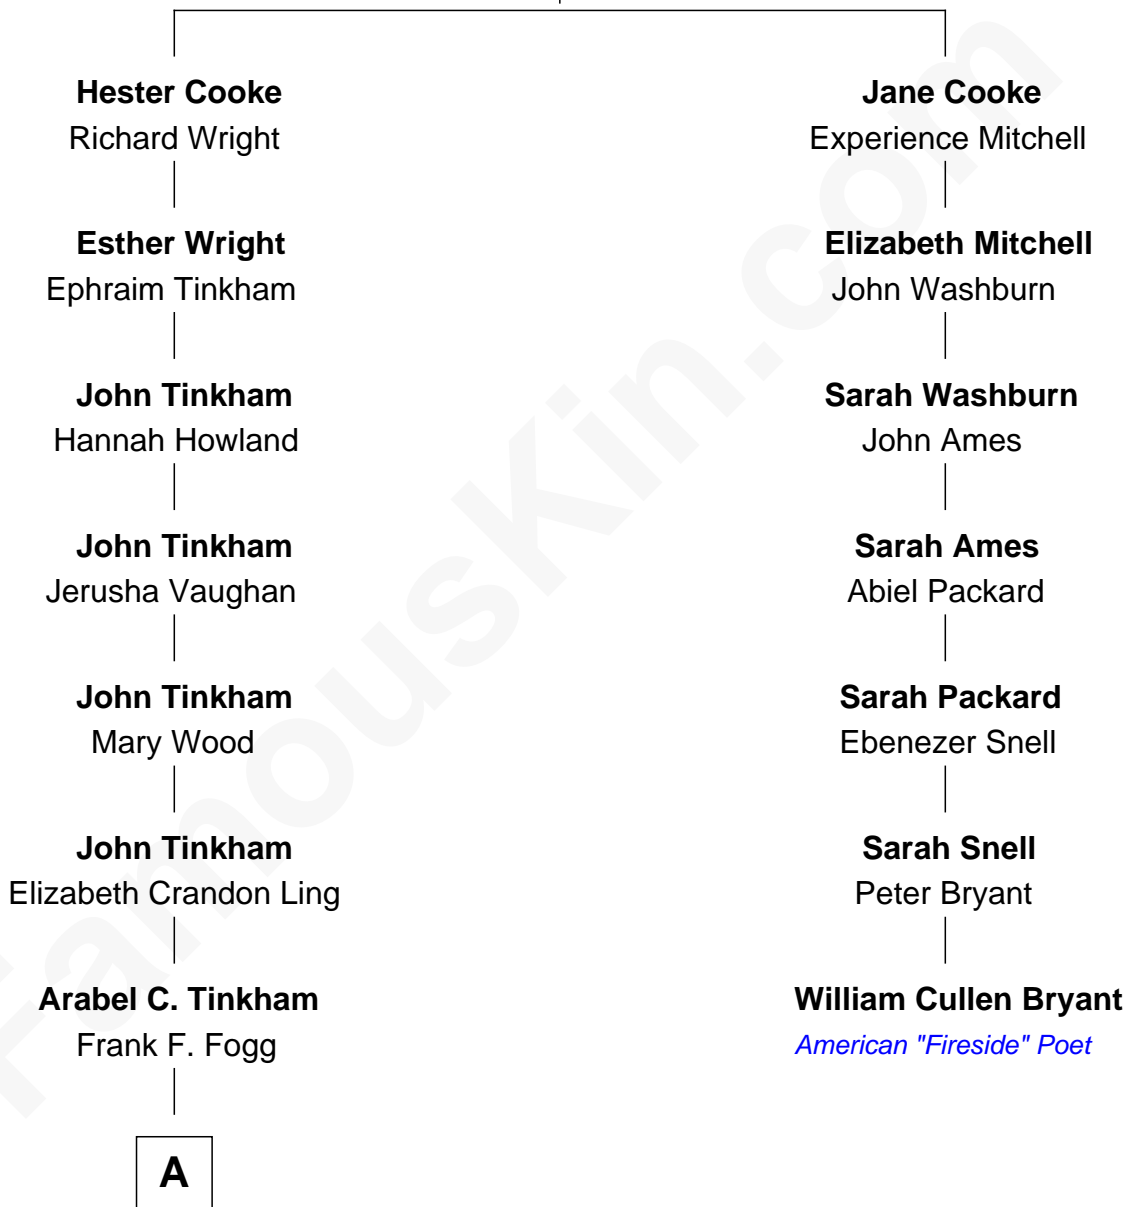 Hester Cooke
Richard Wright
Jane Cooke
Experience Mitchell
Esther Wright
Ephraim Tinkham
Elizabeth Mitchell
John Washburn
John Tinkham
Hannah Howland
Sarah Washburn
John Ames
John Tinkham
Jerusha Vaughan
Sarah Ames
Abiel Packard
John Tinkham
Mary Wood
Sarah Packard
Ebenezer Snell
John Tinkham
Elizabeth Crandon Ling
Sarah Snell
Peter Bryant
Arabel C. Tinkham
Frank F. Fogg
William Cullen Bryant
American "Fireside" Poet
A
FamousKin.com